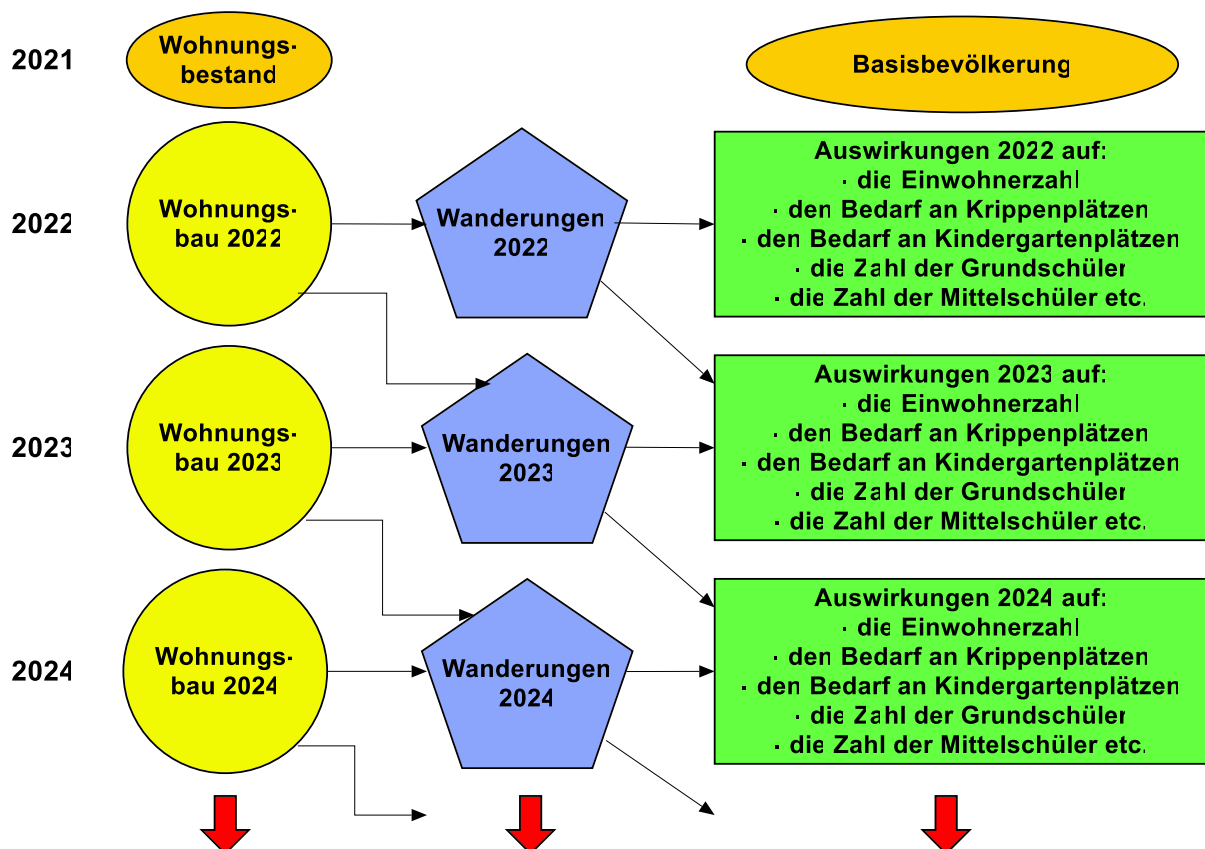 2021
Wohnungs-
bestand
Basisbevölkerung
2022
Wohnungs-
bau 2022
Wanderungen
2022
Auswirkungen 2022 auf:
· die Einwohnerzahl
· den Bedarf an Krippenplätzen
· den Bedarf an Kindergartenplätzen
· die Zahl der Grundschüler
· die Zahl der Mittelschüler etc.
2023
Wohnungs-
bau 2023
Wanderungen
2023
Auswirkungen 2023 auf:
· die Einwohnerzahl
· den Bedarf an Krippenplätzen
· den Bedarf an Kindergartenplätzen
· die Zahl der Grundschüler
· die Zahl der Mittelschüler etc.
2024
Wohnungs-
bau 2024
Wanderungen
2024
Auswirkungen 2024 auf:
· die Einwohnerzahl
· den Bedarf an Krippenplätzen
· den Bedarf an Kindergartenplätzen
· die Zahl der Grundschüler
· die Zahl der Mittelschüler etc.